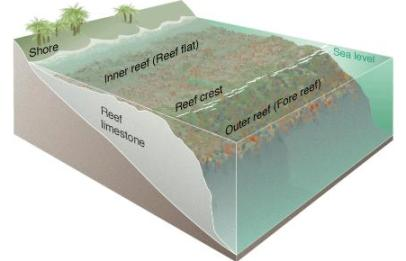 Shore
Inner reef (Reef flat)
Sea level
Reef crest
Outer reef (Fore reef)
Reef
limestone